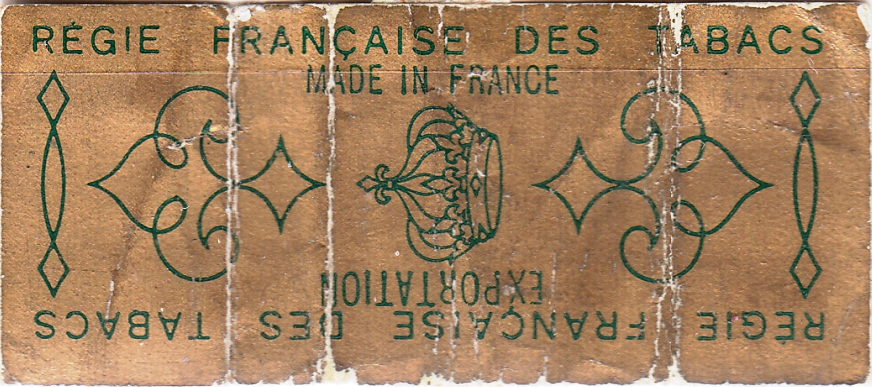 RÉGIE FRANÇAISE DES TABACS
MADE IN FRANCE
EXPORTATION
RÉGIE FRANÇAISE DES TABACS